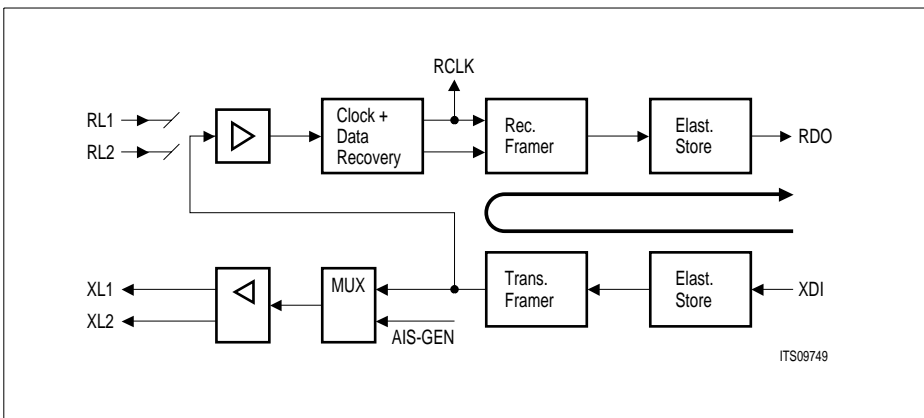 RCLK
RL1
RL2
Clock +
Data
Recovery
Rec.
Framer
Elast.
Store
RDO
XL1
XL2
MUX
AIS-GEN
Trans.
Framer
Elast.
Store
XDI
ITS09749